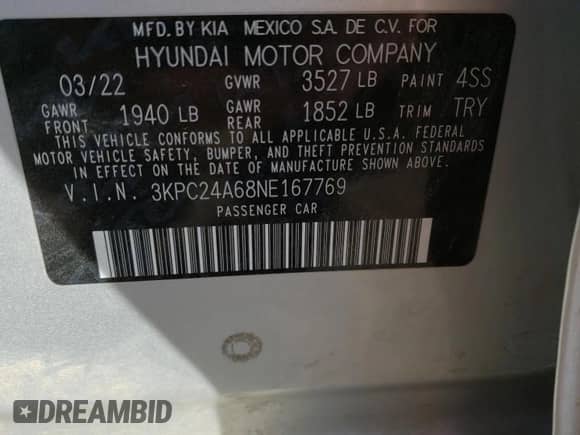 MFD. BY KIA MEXICO S.A. DE C.V. FOR
HYUNDAI MOTOR COMPANY
03/22 GVWR 3527 LB PAINT 4SS
GAWR FRONT 1940 LB GAWR REAR 1852 LB TRIM TRY
THIS VEHICLE CONFORMS TO ALL APPLICABLE U.S.A. FEDERAL
MOTOR VEHICLE SAFETY, BUMPER, AND THEFT PREVENTION STANDARDS
IN EFFECT ON THE DATE OF MANUFACTURE SHOWN ABOVE.
V.I.N. 3KPC24A68NE167769
PASSENGER CAR
DREAMBID